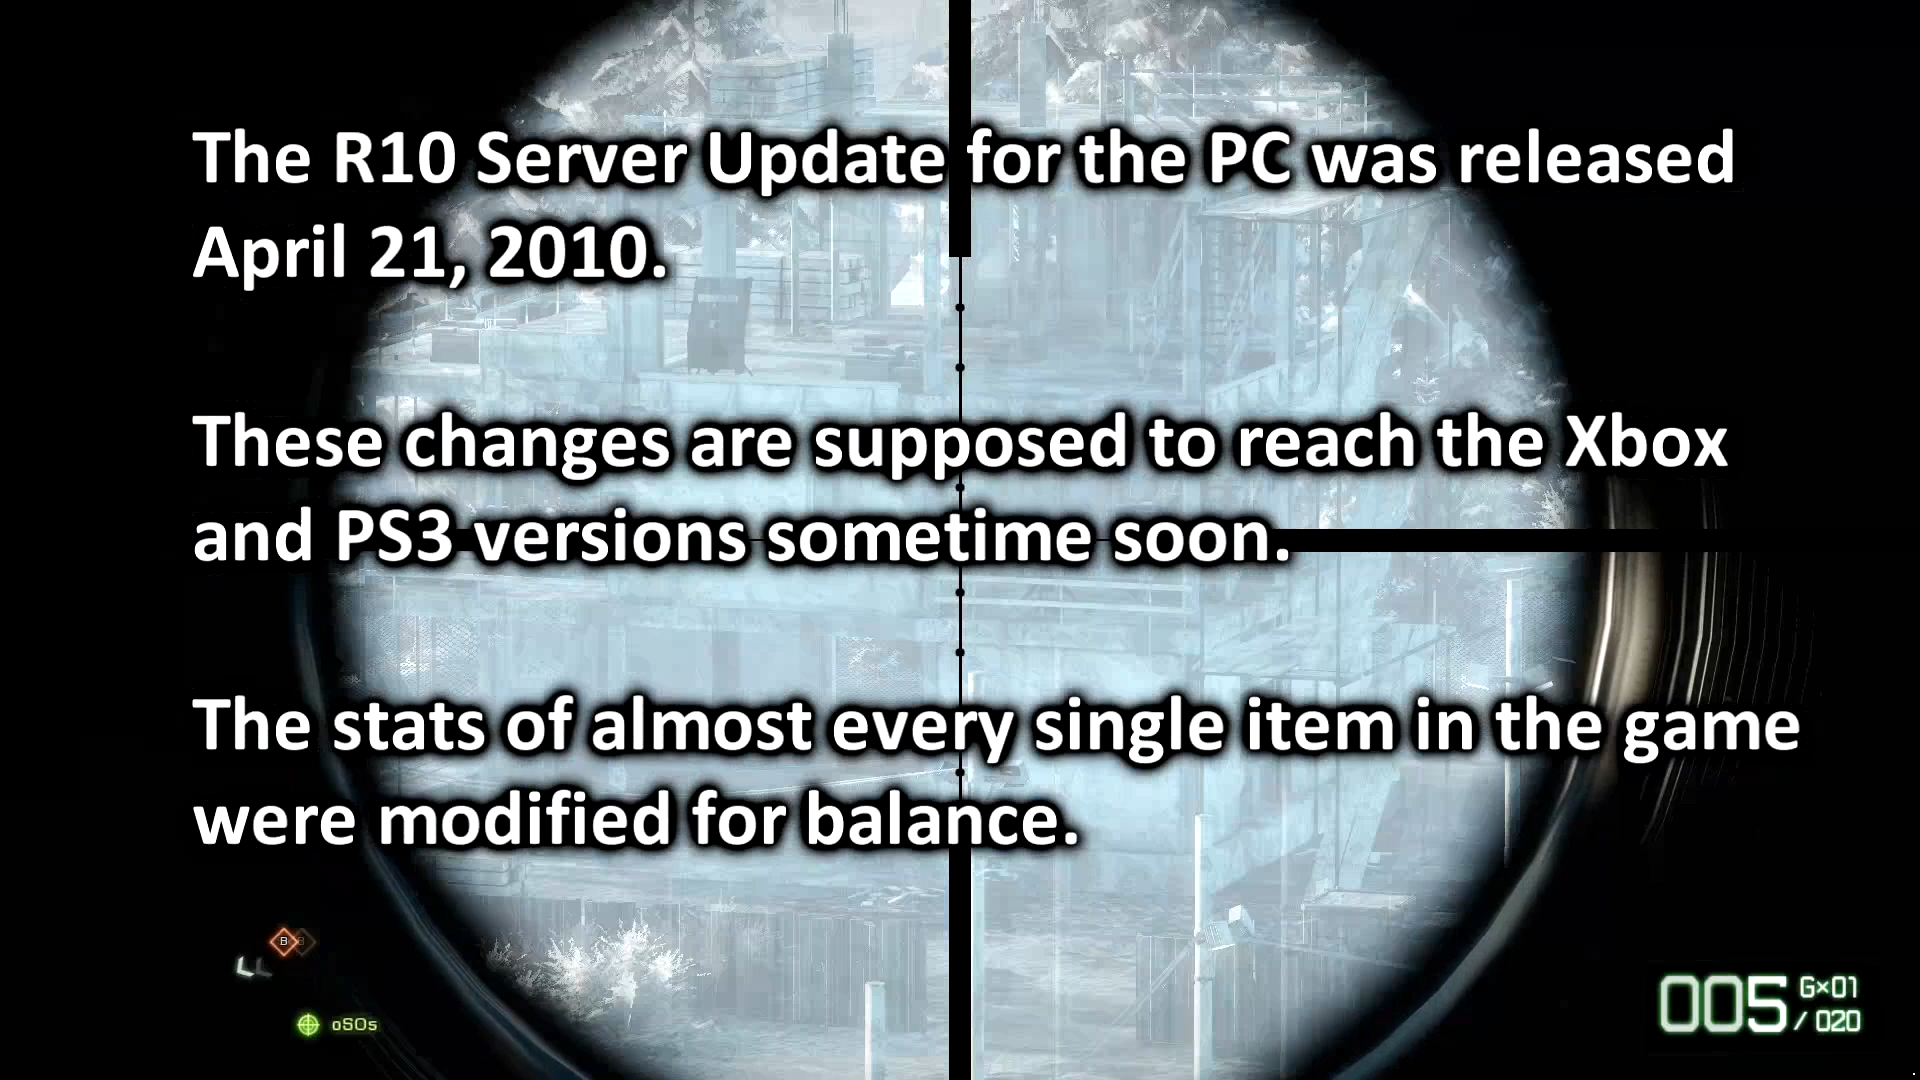 The R10 Server Update for the PC was released
April 21, 2010.
These changes are supposed to reach the Xbox
and PS3 versions sometime soon.
The stats of almost every single item in the game
were modified for balance.
B
oSOs
005 G×01
/ 020